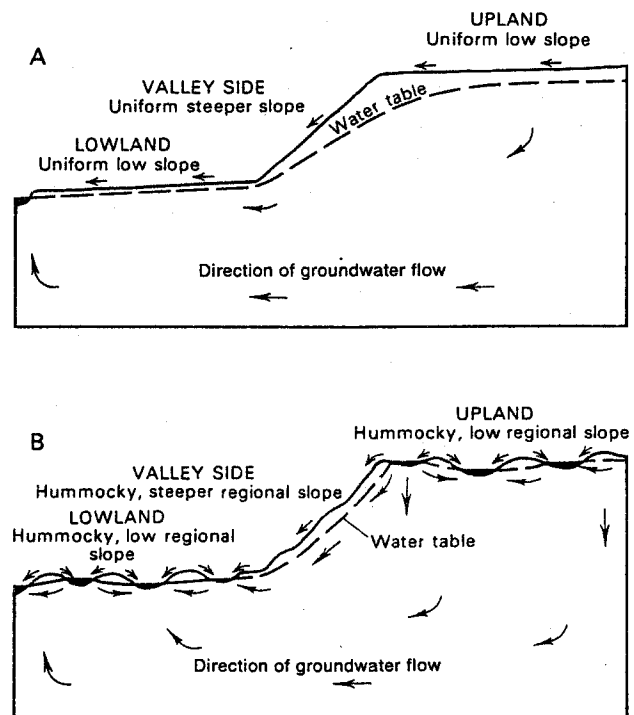 A
UPLAND
Uniform low slope
VALLEY SIDE
Uniform steeper slope
Water table
LOWLAND
Uniform low slope
Direction of groundwater flow
B
UPLAND
Hummocky, low regional slope
VALLEY SIDE
Hummocky, steeper regional slope
LOWLAND
Hummocky, low regional
slope
Water table
Direction of groundwater flow